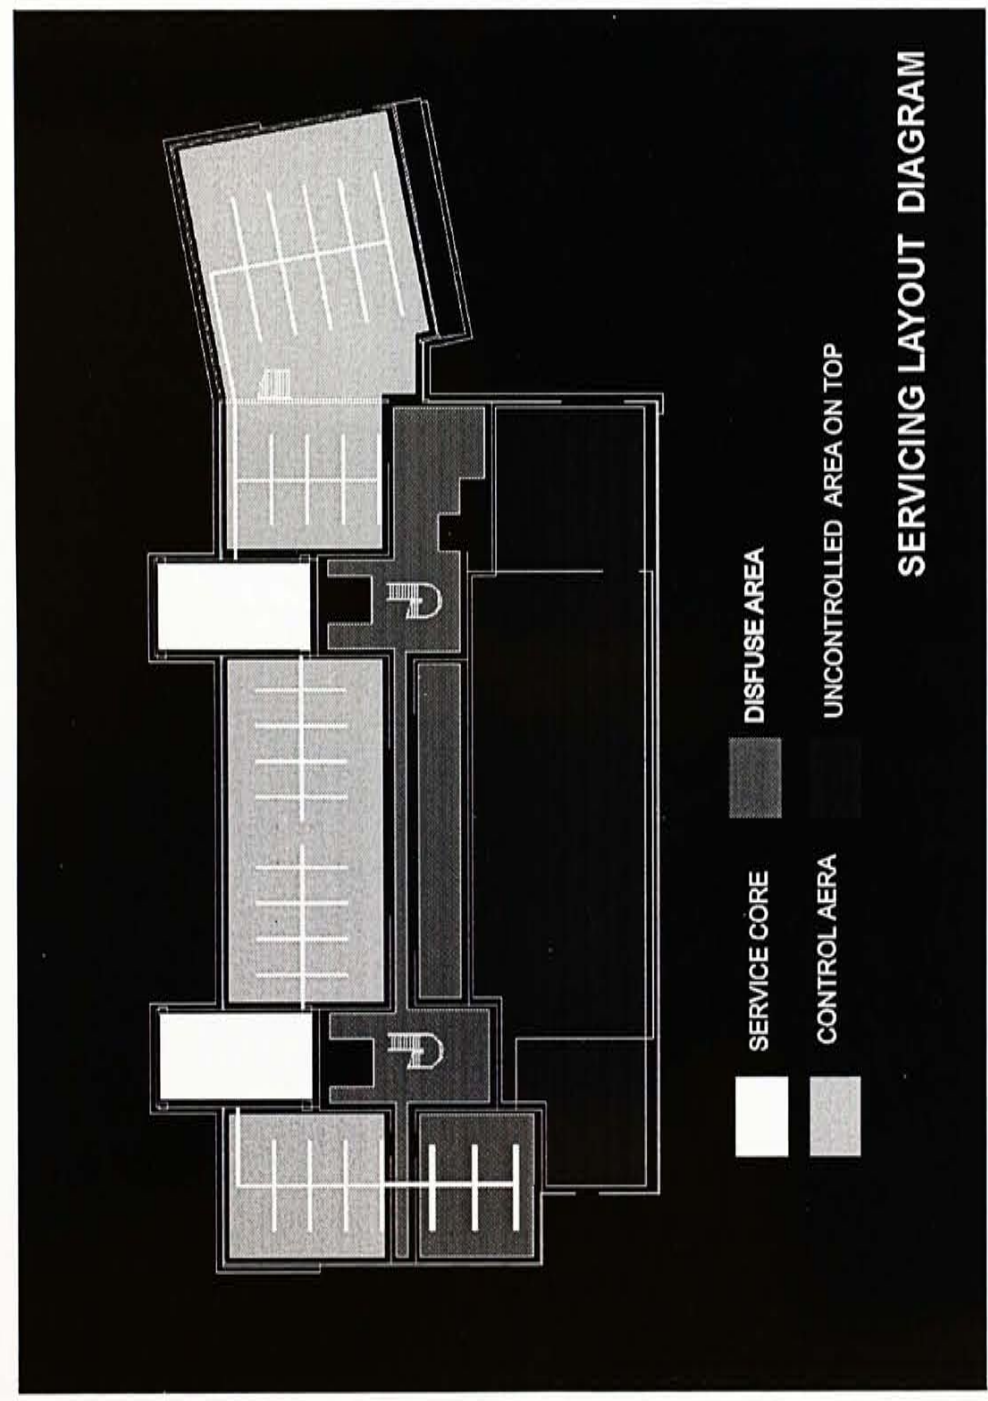 SERVICE CORE
DISFUSE AREA
CONTROL AERA
UNCONTROLLED AREA ON TOP
SERVICING LAYOUT DIAGRAM